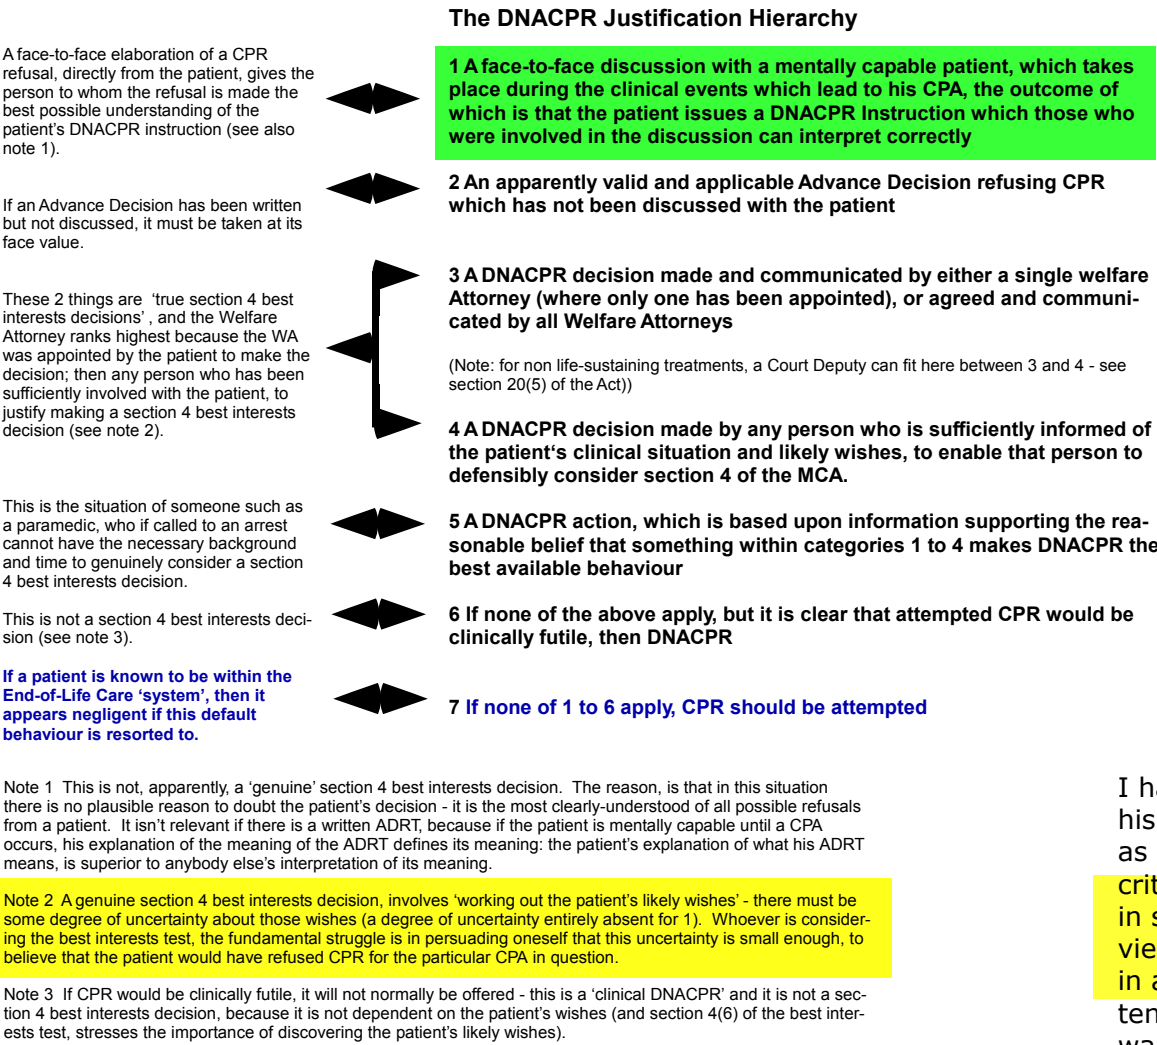 The DNACPR Justification Hierarchy
A face-to-face elaboration of a CPR
refusal, directly from the patient, gives the
person to whom the refusal is made the
best possible understanding of the
patient's DNACPR instruction (see also
note 1).
1 A face-to-face discussion with a mentally capable patient, which takes
place during the clinical events which lead to his CPA, the outcome of
which is that the patient issues a DNACPR Instruction which those who
were involved in the discussion can interpret correctly
If an Advance Decision has been written
but not discussed, it must be taken at its
face value.
2 An apparently valid and applicable Advance Decision refusing CPR
which has not been discussed with the patient
These 2 things are ‘true section 4 best
interests decisions’ , and the Welfare
Attorney ranks highest because the WA
was appointed by the patient to make the
decision; then any person who has been
sufficiently involved with the patient, to
justify making a section 4 best interests
decision (see note 2).
3 A DNACPR decision made and communicated by either a single welfare
Attorney (where only one has been appointed), or agreed and communi-
cated by all Welfare Attorneys
(Note: for non life-sustaining treatments, a Court Deputy can fit here between 3 and 4 - see
section 20(5) of the Act))
4 A DNACPR decision made by any person who is sufficiently informed of
the patient‘s clinical situation and likely wishes, to enable that person to
defensibly consider section 4 of the MCA.
This is the situation of someone such as
a paramedic, who if called to an arrest
cannot have the necessary background
and time to genuinely consider a section
4 best interests decision.
5 A DNACPR action, which is based upon information supporting the rea-
sonable belief that something within categories 1 to 4 makes DNACPR the
best available behaviour
This is not a section 4 best interests deci-
sion (see note 3).
6 If none of the above apply, but it is clear that attempted CPR would be
clinically futile, then DNACPR
If a patient is known to be within the
End-of-Life Care ‘system’, then it
appears negligent if this default
behaviour is resorted to.
7 If none of 1 to 6 apply, CPR should be attempted
Note 1 This is not, apparently, a ‘genuine’ section 4 best interests decision. The reason, is that in this situation
there is no plausible reason to doubt the patient’s decision - it is the most clearly-understood of all possible refusals
from a patient. It isn’t relevant if there is a written ADRT, because if the patient is mentally capable until a CPA
occurs, his explanation of the meaning of the ADRT defines its meaning: the patient’s explanation of what his ADRT
means, is superior to anybody else’s interpretation of its meaning.
Note 2 A genuine section 4 best interests decision, involves ‘working out the patient’s likely wishes’ - there must be
some degree of uncertainty about those wishes (a degree of uncertainty entirely absent for 1). Whoever is consider-
ing the best interests test, the fundamental struggle is in persuading oneself that this uncertainty is small enough, to
believe that the patient would have refused CPR for the particular CPA in question.
Note 3 If CPR would be clinically futile, it will not normally be offered - this is a ‘clinical DNACPR’ and it is not a sec-
tion 4 best interests decision, because it is not dependent on the patient’s wishes (and section 4(6) of the best inter-
ests test, stresses the importance of discovering the patient’s likely wishes).
I
his
as
in
in